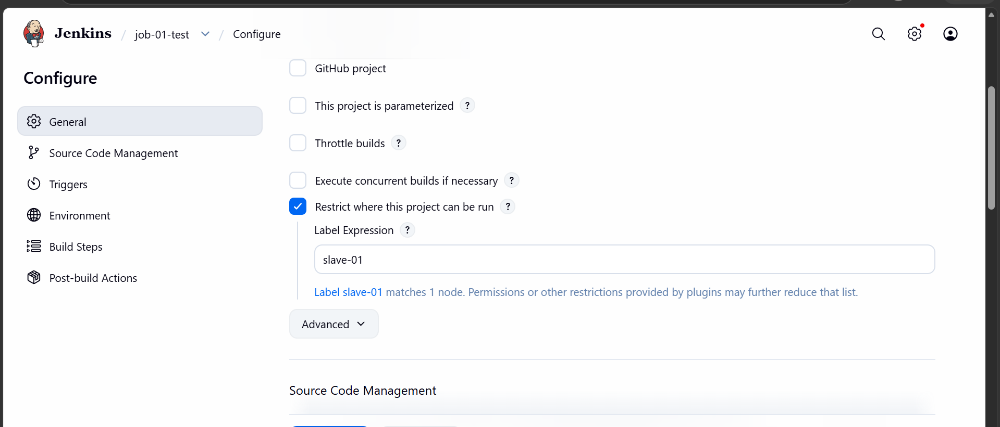 Jenkins / job-01-test / Configure
Configure
General
Source Code Management
Triggers
Environment
Build Steps
Post-build Actions
GitHub project
This project is parameterized ?
Throttle builds ?
Execute concurrent builds if necessary ?
Restrict where this project can be run ?
Label Expression ?
slave-01
Label slave-01 matches 1 node. Permissions or other restrictions provided by plugins may further reduce that list.
Advanced
Source Code Management